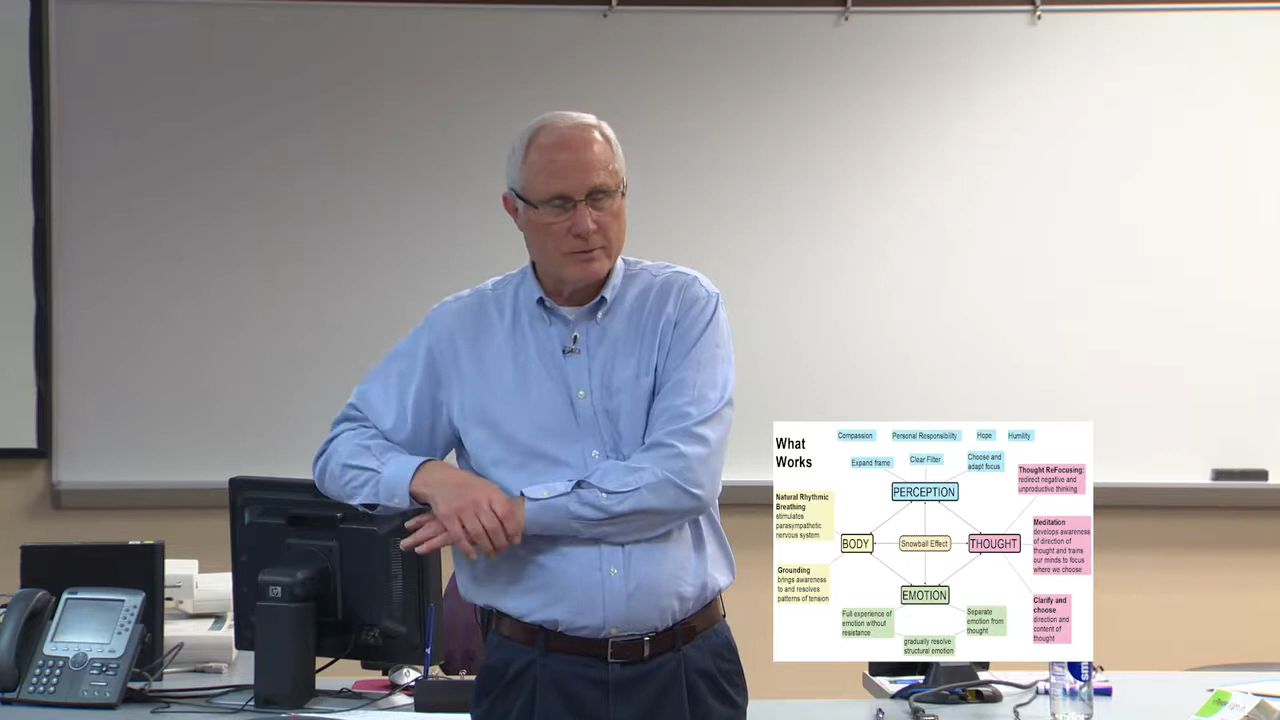 What
Works
Compassion
Personal Responsibility
Hope
Humility
Expand frame
Clear Filter
Choose and
adapt focus
PERCEPTION
Thought ReFocusing:
redirect negative and
unproductive thinking
Natural Rhythmic
Breathing
stimulates
parasympathetic
nervous system
BODY
Snowball Effect
THOUGHT
Meditation
develops awareness
of direction of
thought and trains
our minds to focus
where we choose
Grounding
brings awareness
to and resolves
patterns of tension
EMOTION
Full experience of
emotion without
resistance
gradually resolve
structural emotion
Separate
emotion from
thought
Clarify and
choose
direction and
content of
thought
hp